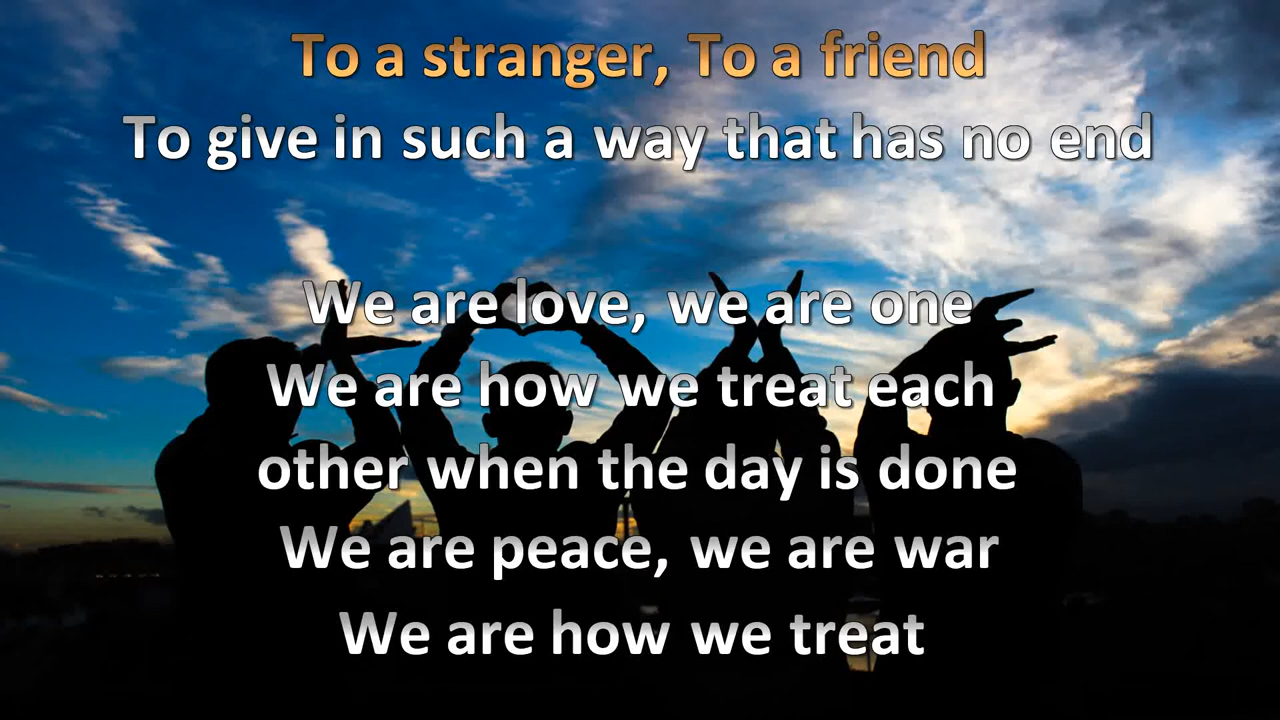 To a stranger, To a friend
To give in such a way that has no end
We are love, we are one
We are how we treat each
other when the day is done
We are peace, we are war
We are how we treat